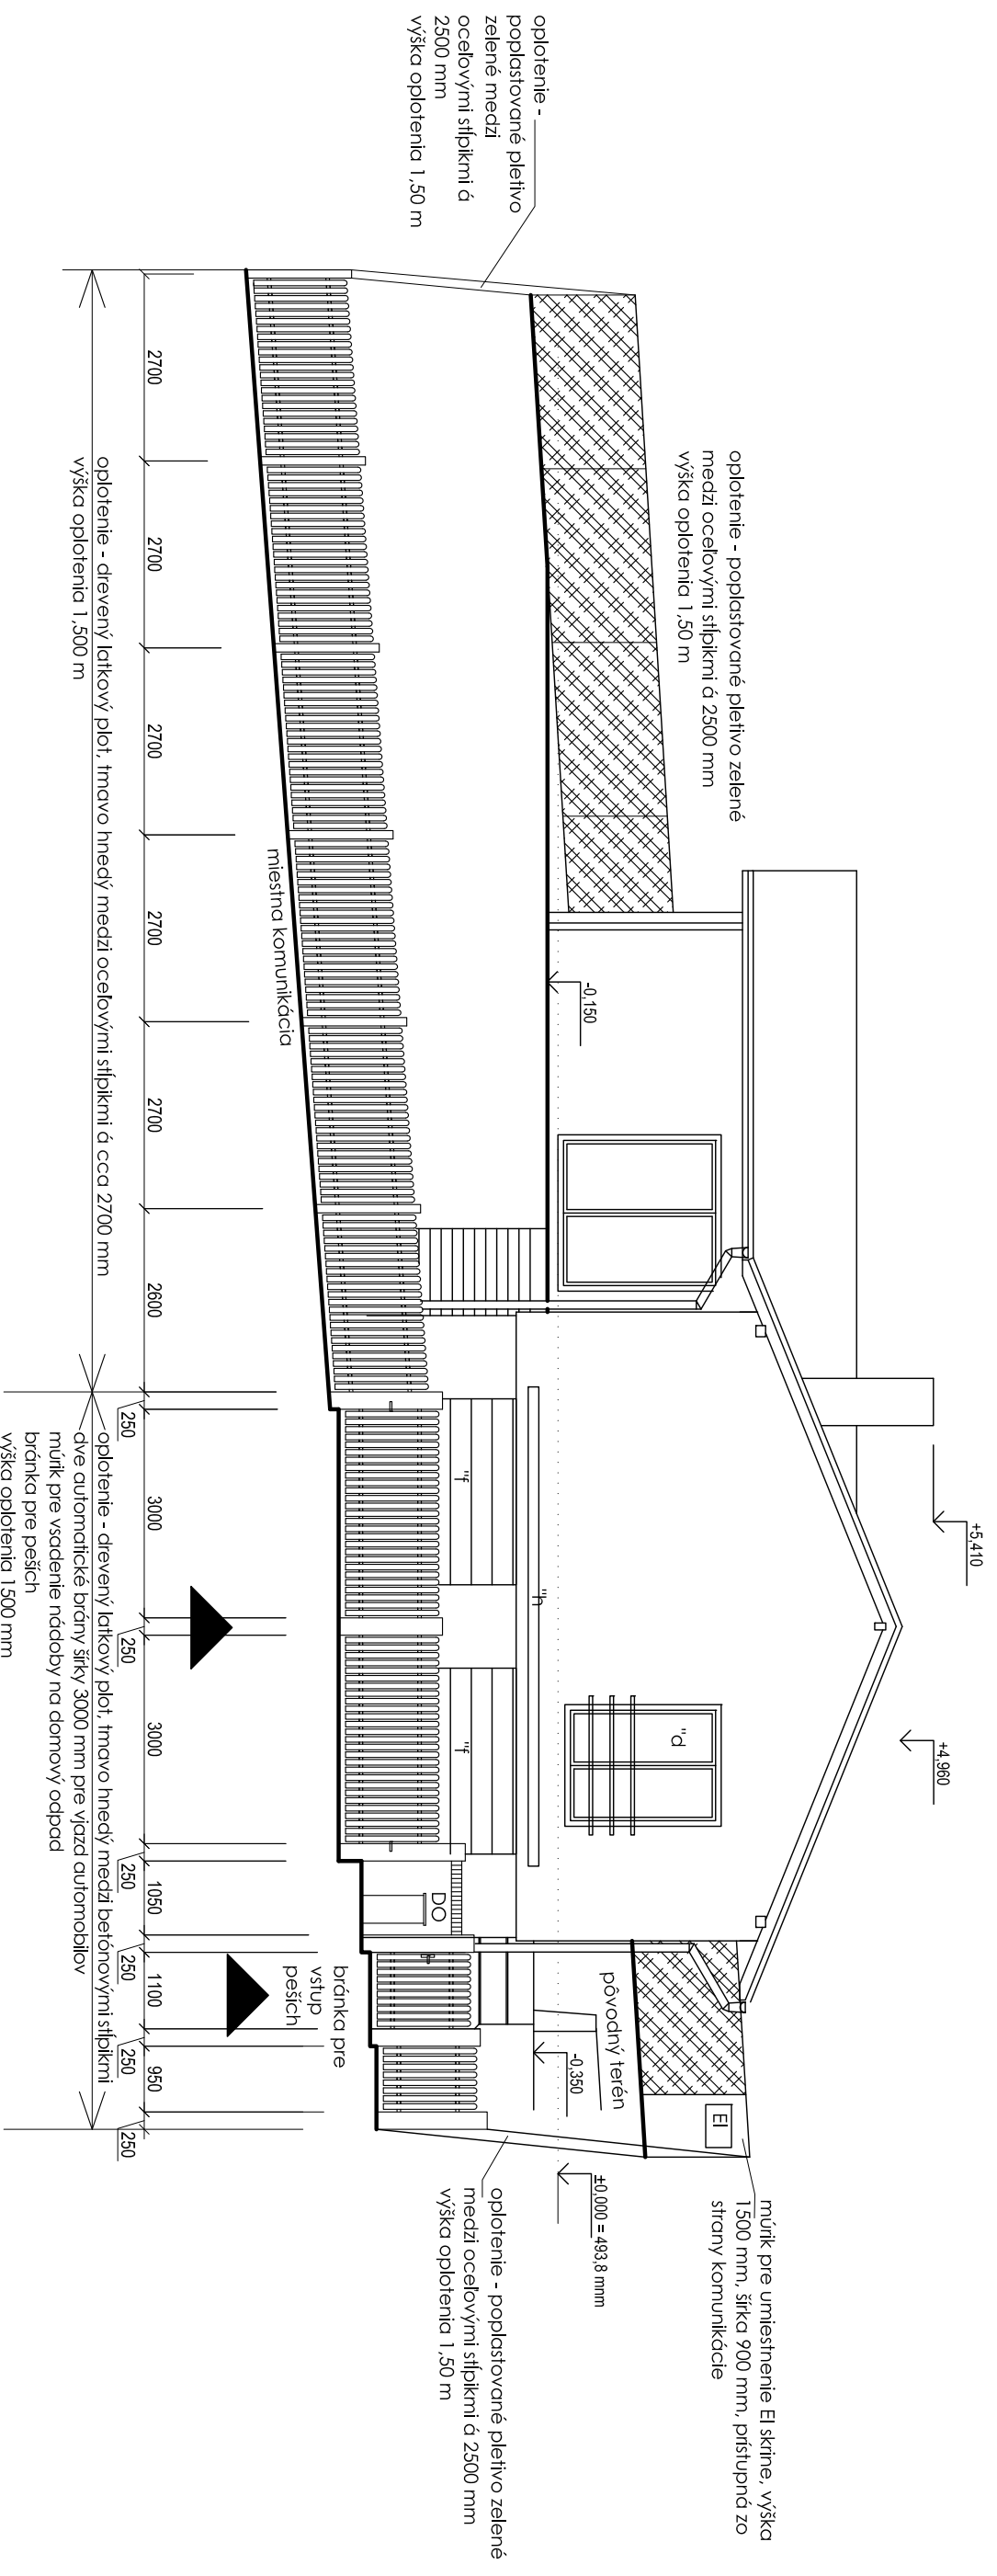 oplotenie -
poplastované pletivo
zelené medzi
oceľovými stĺpikmi á
2500 mm
výška oplotenia 1,50 m
oplotenie - poplastované pletivo zelené
medzi oceľovými stĺpikmi á 2500 mm
výška oplotenia 1,50 m
-0,150
+5,410
+4,960
"d
"h
"f
"f
DO
pôvodný terén
-0,350
EI
±0,000 = 493,8 mnm
múrik pre umiestnenie El skrine, výška
1500 mm, šírka 900 mm, prístupná zo
strany komunikácie
oplotenie - poplastované pletivo zelené
medzi oceľovými stĺpikmi á 2500 mm
výška oplotenia 1,50 m
miestna komunikácia
bránka pre
vstup
peších
2700
2700
2700
2700
2700
2600
250
3000
250
3000
250
1050
250
1100
250
950
250
oplotenie - drevený latkový plot, tmavo hnedý medzi oceľovými stĺpikmi á cca 2700 mm
výška oplotenia 1,500 m
oplotenie - drevený latkový plot, tmavo hnedý medzi betónovými stĺpikmi
dve automatické brány šírky 3000 mm pre vjazd automobilov
múrik pre vsadenie nádoby na domový odpad
bránka pre peších
výška oplotenia 1500 mm